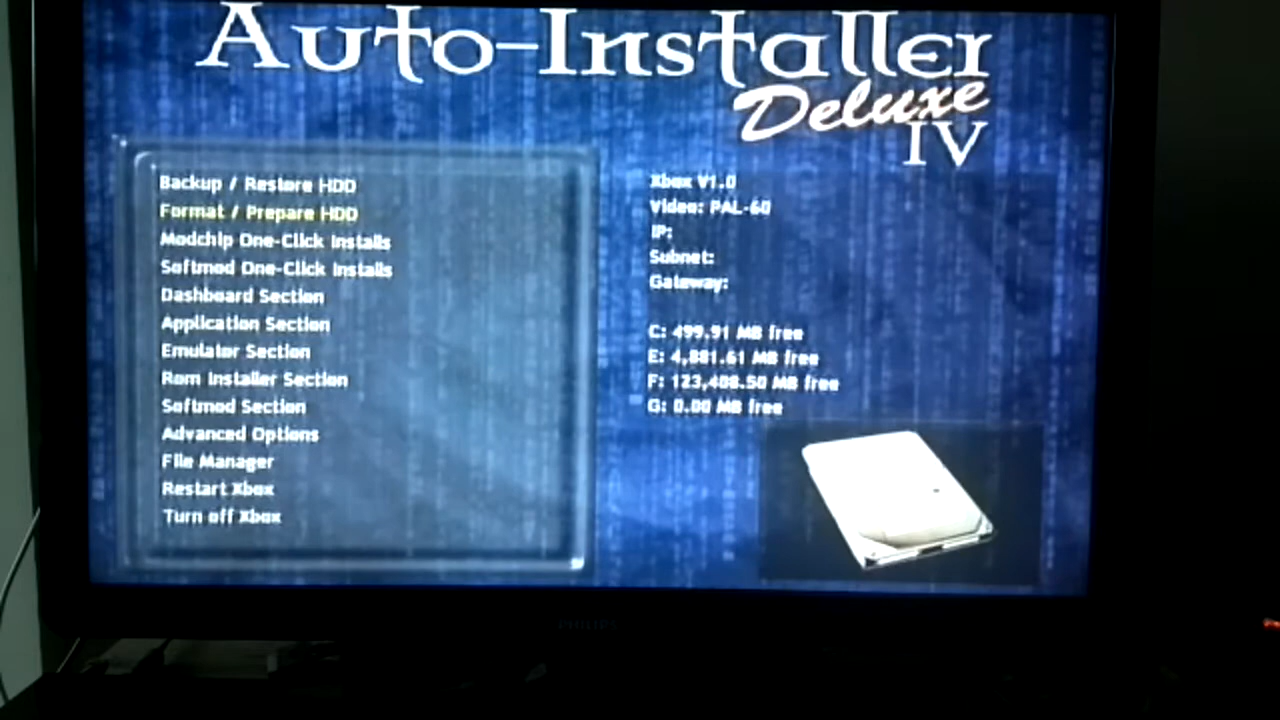 Auto-Installer
Deluxe
IV
Backup / Restore HDD
Format / Prepare HDD
Modchip One-Click Installs
Softmod One-Click Installs
Dashboard Section
Application Section
Emulator Section
Rom Installer Section
Softmod Section
Advanced Options
File Manager
Restart Xbox
Turn off Xbox
Xbox V1.0
Video: PAL-60
IP:
Subnet:
Gateway:
C: 499.91 MB free
E: 4,881.61 MB free
F: 123,408.50 MB free
G: 0.00 MB free
PHILIPS